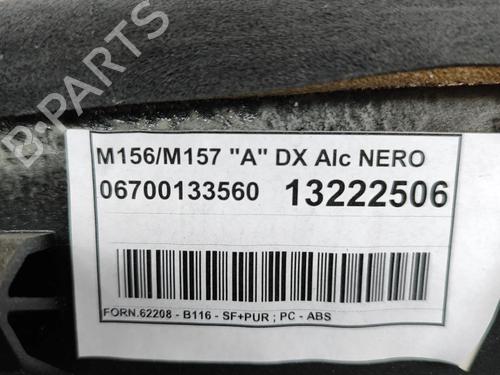 B-PARTS
M156/M157 "A" DX Alc NERO
06700133560 13222506
FORN.62208 - B116 - SF+PUR ; PC - ABS